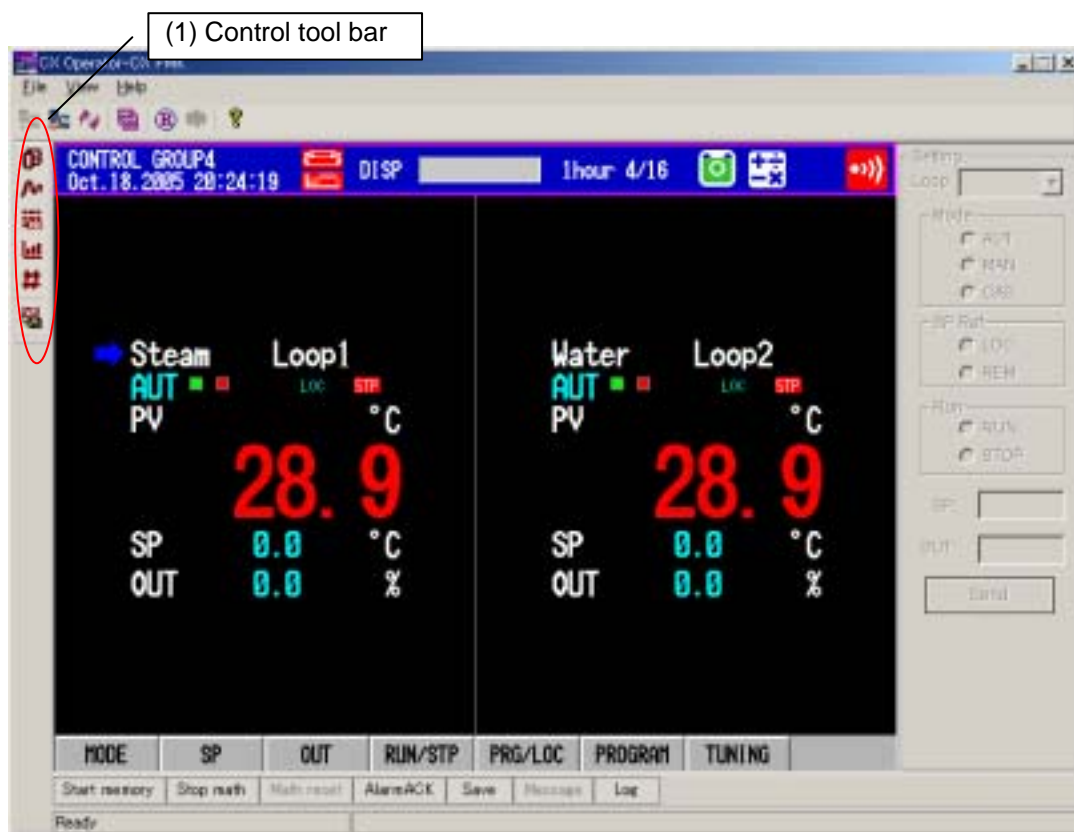 (1) Control tool bar
CX Operator-CX
File View Help
CONTROL GROUP4
Oct.18.2005 20:24:19
DISP
1hour 4/16
Setting
Loop
Mode
AUT
MAN
CAS
SP Ref
LOC
REM
Run
RUN
STOP
SP
OUT
Send
Steam Loop1
AUT LOC STP
PV °C
28.9
SP 0.0 °C
OUT 0.0 %
Water Loop2
AUT LOC STP
PV °C
28.9
SP 0.0 °C
OUT 0.0 %
MODE SP OUT RUN/STP PRG/LOC PROGRAM TUNING
Start memory Stop math Math reset AlarmACK Save Message Log
Ready